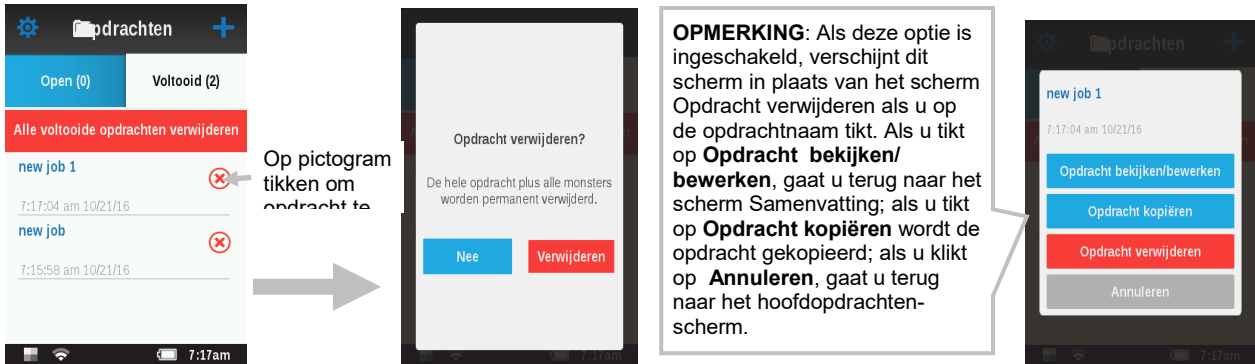 Opdrachten
Open (0)
Voltooid (2)
Alle voltooide opdrachten verwijderen
new job 1
7:17:04 am 10/21/16
new job
7:15:58 am 10/21/16
7:17am
Op pictogram
tikken om
opdracht te
Opdracht verwijderen?
De hele opdracht plus alle monsters
worden permanent verwijderd.
Nee
Verwijderen
7:17am
OPMERKING: Als deze optie is
ingeschakeld, verschijnt dit
scherm in plaats van het scherm
Opdracht verwijderen als u op
de opdrachtnaam tikt. Als u tikt
op Opdracht bekijken/
bewerken, gaat u terug naar het
scherm Samenvatting; als u tikt
op Opdracht kopiëren wordt de
opdracht gekopieerd; als u klikt
op Annuleren, gaat u terug
naar het hoofdopdrachten-
scherm.
Opdrachten
new job 1
7:17:04 am 10/21/16
Opdracht bekijken/bewerken
Opdracht kopiëren
Opdracht verwijderen
Annuleren
7:17am